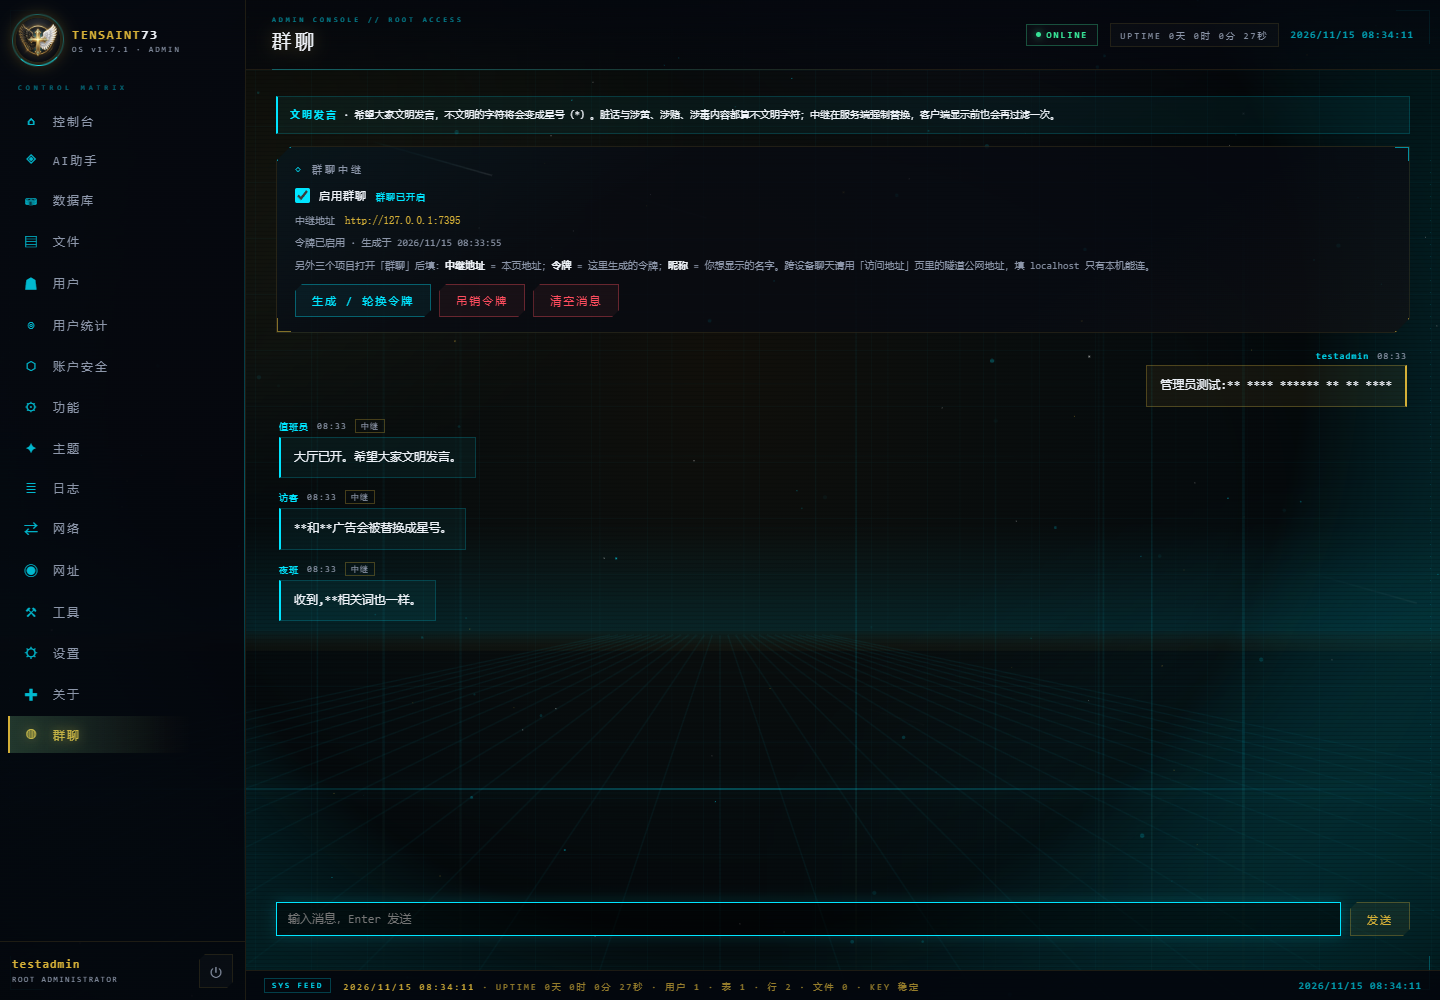 TENSAINT73
OS v1.7.1 · ADMIN
CONTROL MATRIX
控制台
AI助手
数据库
文件
用户
用户统计
账户安全
功能
主题
日志
网络
网址
工具
设置
关于
群聊
testadmin
ROOT ADMINISTRATOR
ADMIN CONSOLE // ROOT ACCESS
群聊
ONLINE
UPTIME 0天 0时 0分 27秒
2026/11/15 08:34:11
文明发言 · 希望大家文明发言，不文明的字符将会变成星号（*）。脏话与涉黄、涉赌、涉毒内容都算不文明字符；中继在服务端强制替换，客户端显示前也会再过滤一次。
群聊中继
启用群聊 群聊已开启
中继地址 http://127.0.0.1:7395
令牌已启用 · 生成于 2026/11/15 08:33:55
另外三个项目打开「群聊」后填：中继地址 = 本页地址；令牌 = 这里生成的令牌；昵称 = 你想显示的名字。跨设备聊天请用「访问地址」页里的隧道公网地址，填 localhost 只有本机能连。
生成 / 轮换令牌
吊销令牌
清空消息
testadmin 08:33
管理员测试:** **** ****** ** ** ****
值班员 08:33 中继
大厅已开。希望大家文明发言。
访客 08:33 中继
**和**广告会被替换成星号。
夜班 08:33 中继
收到,**相关词也一样。
输入消息，Enter 发送
发送
SYS FEED
2026/11/15 08:34:11 · UPTIME 0天 0时 0分 27秒 · 用户 1 · 表 1 · 行 2 · 文件 0 · KEY 稳定
2026/11/15 08:34:11